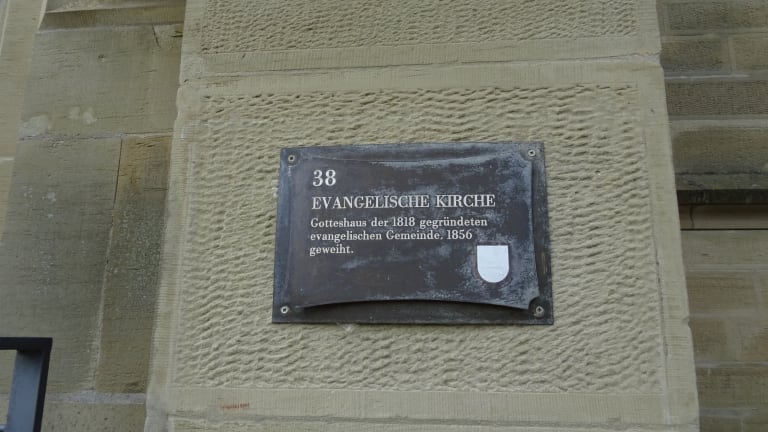 38
EVANGELISCHE KIRCHE
Gotteshaus der 1818 gegründeten
evangelischen Gemeinde. 1856
geweiht.